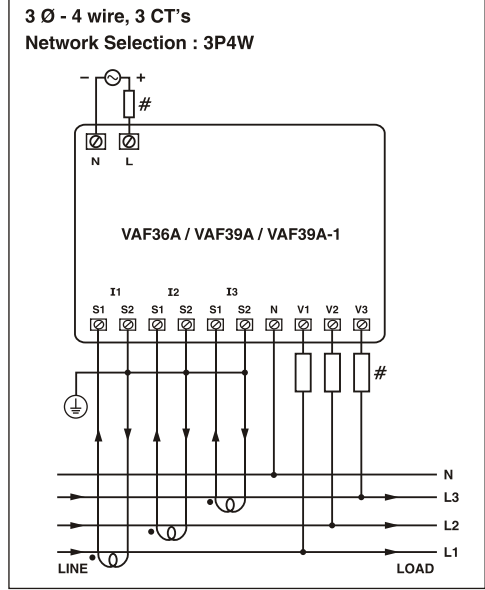 3 Ø - 4 wire, 3 CT's
Network Selection : 3P4W
- ~ +
#
N L
VAF36A / VAF39A / VAF39A-1
I1 I2 I3
S1 S2 S1 S2 S1 S2 N V1 V2 V3
#
N
L3
L2
L1
LINE LOAD